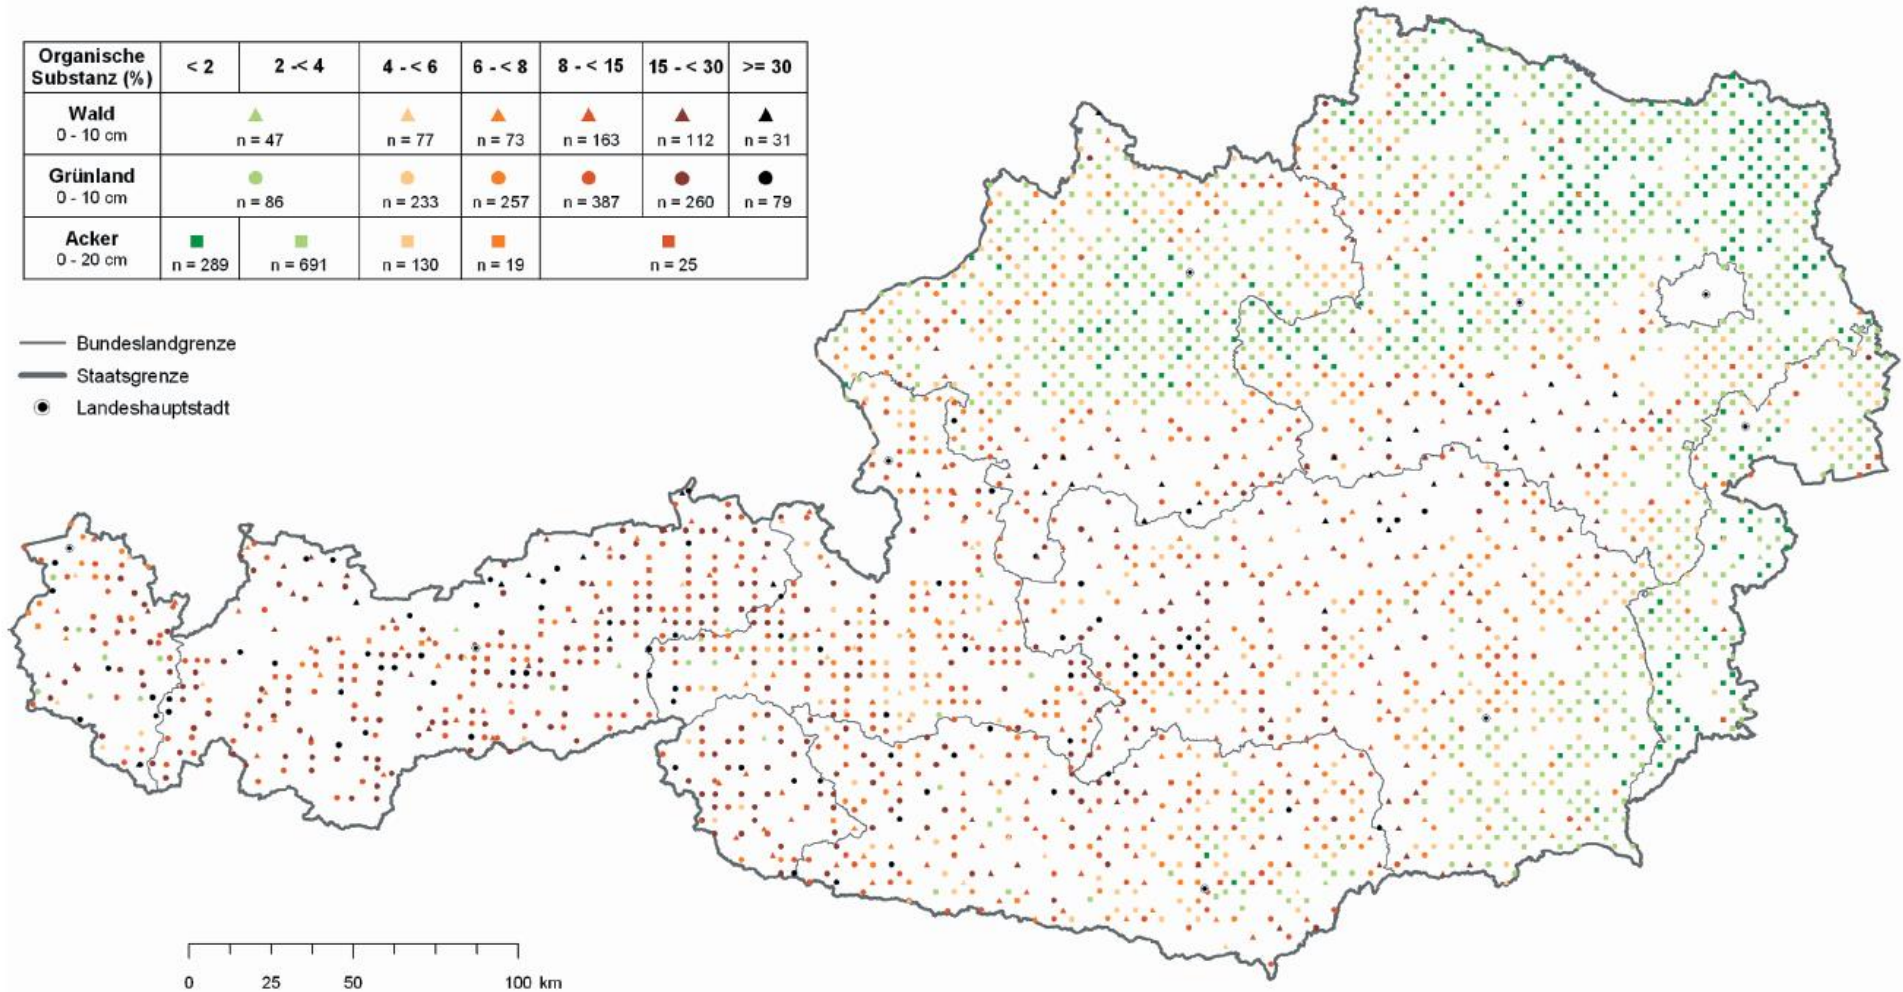 Organische Substanz (%) < 2 2 -< 4 4 - < 6 6 - < 8 8 - < 15 15 - < 30 >= 30
Wald
0 - 10 cm
n = 47 n = 77 n = 73 n = 163 n = 112 n = 31
Grünland
0 - 10 cm
n = 86 n = 233 n = 257 n = 387 n = 260 n = 79
Acker
0 - 20 cm
n = 289 n = 691 n = 130 n = 19 n = 25
Bundeslandgrenze
Staatsgrenze
Landeshauptstadt
0 25 50 100 km